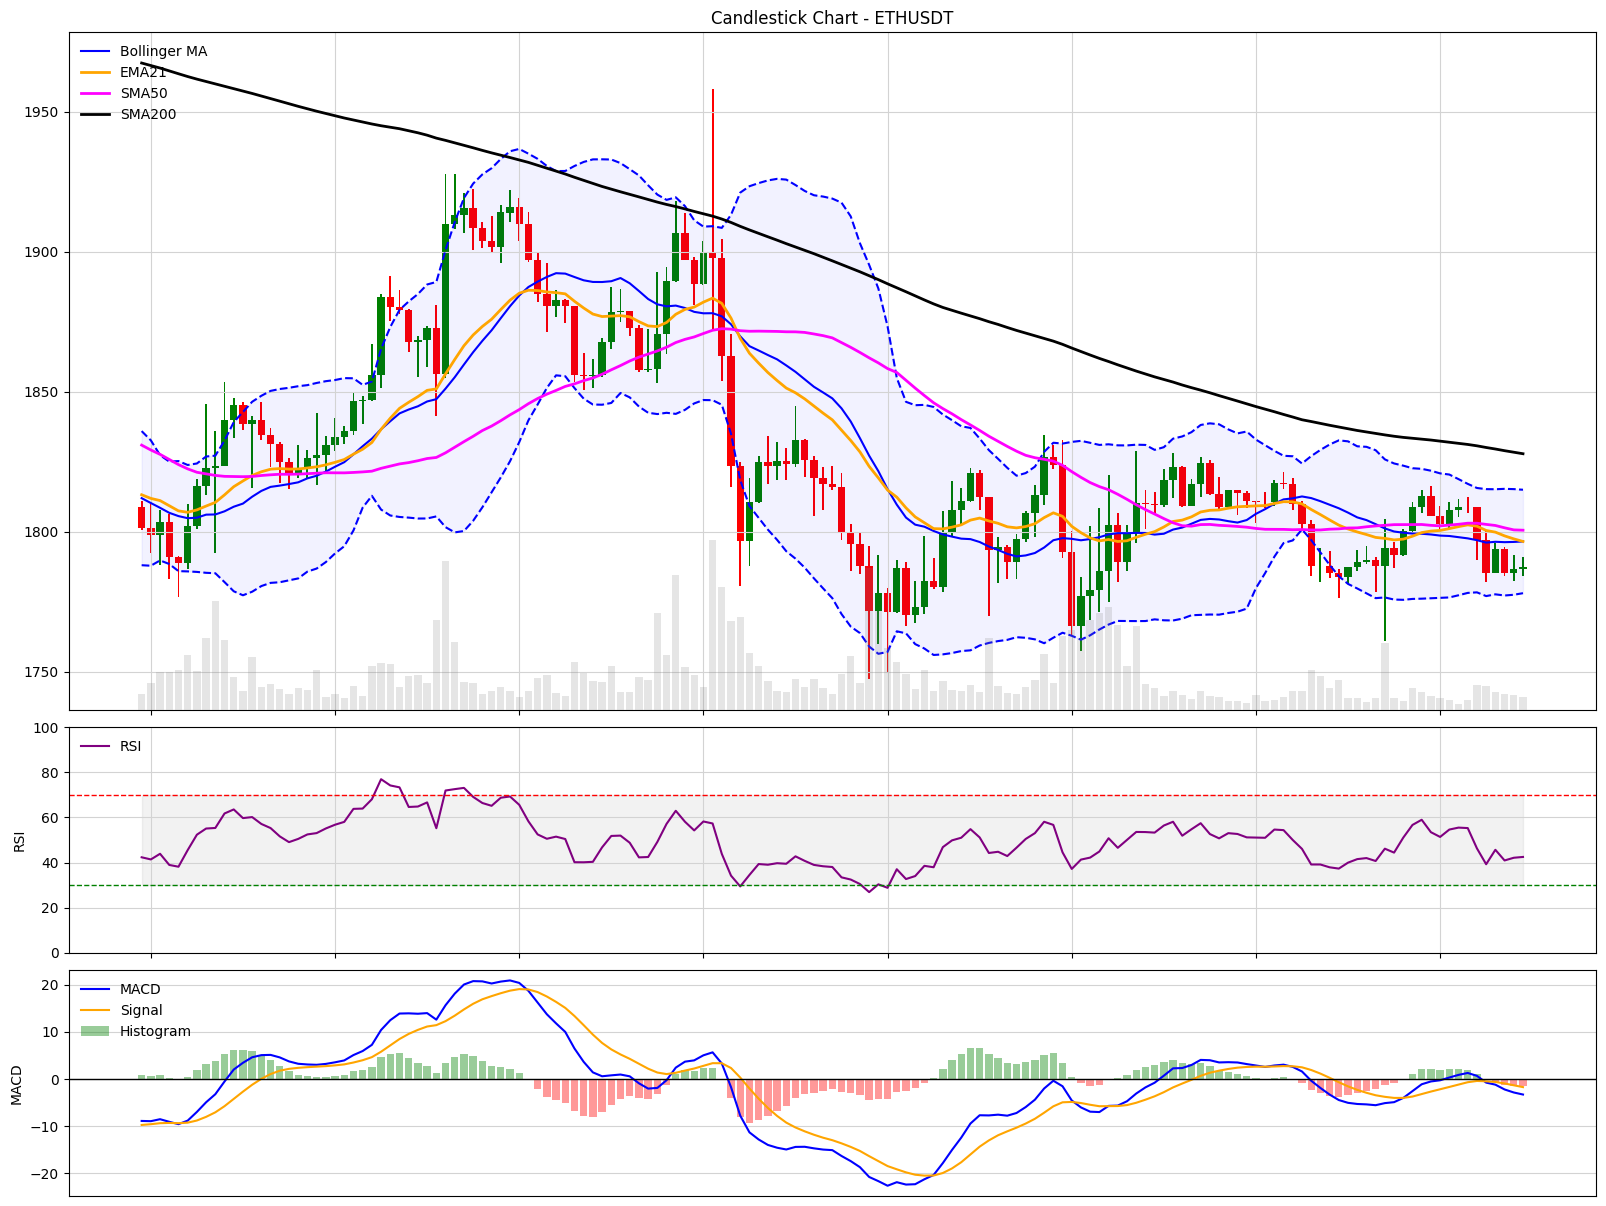 Candlestick Chart - ETHUSDT
Bollinger MA
EMA21
SMA50
SMA200
1950
1900
1850
1800
1750
RSI
100
80
60
40
20
0
RSI
MACD
Signal
Histogram
20
10
0
−10
−20
MACD